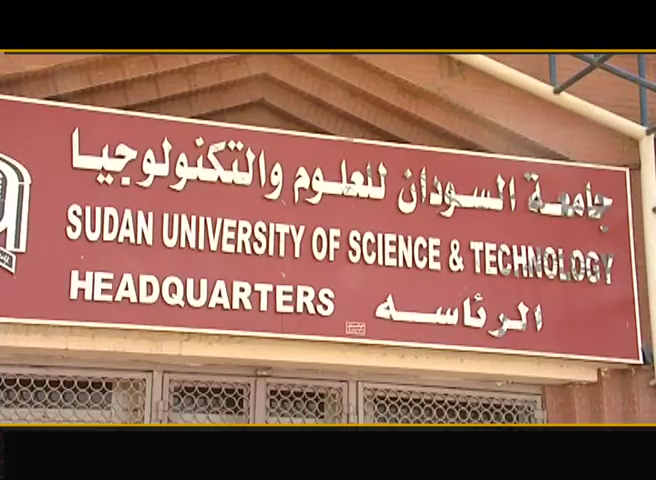 جامعة السودان للعلوم والتكنولوجيا
SUDAN UNIVERSITY OF SCIENCE & TECHNOLOGY
HEADQUARTERS الرئاسه